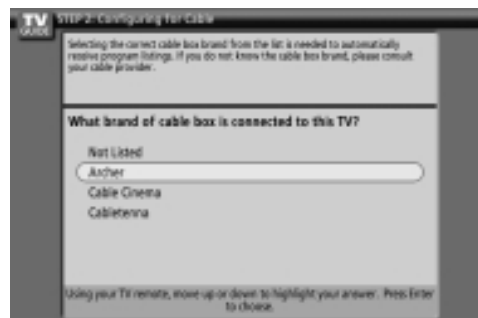 TV
GUIDE
STEP 2: Configuring for Cable
Selecting the correct cable box brand from the list is needed to automatically
receive program listings. If you do not know the cable box brand, please consult
your cable provider.
What brand of cable box is connected to this TV?
Not Listed
Archer
Cable Cinema
Cabletenna
Using your TV remote, move up or down to highlight your answer. Press Enter
to choose.